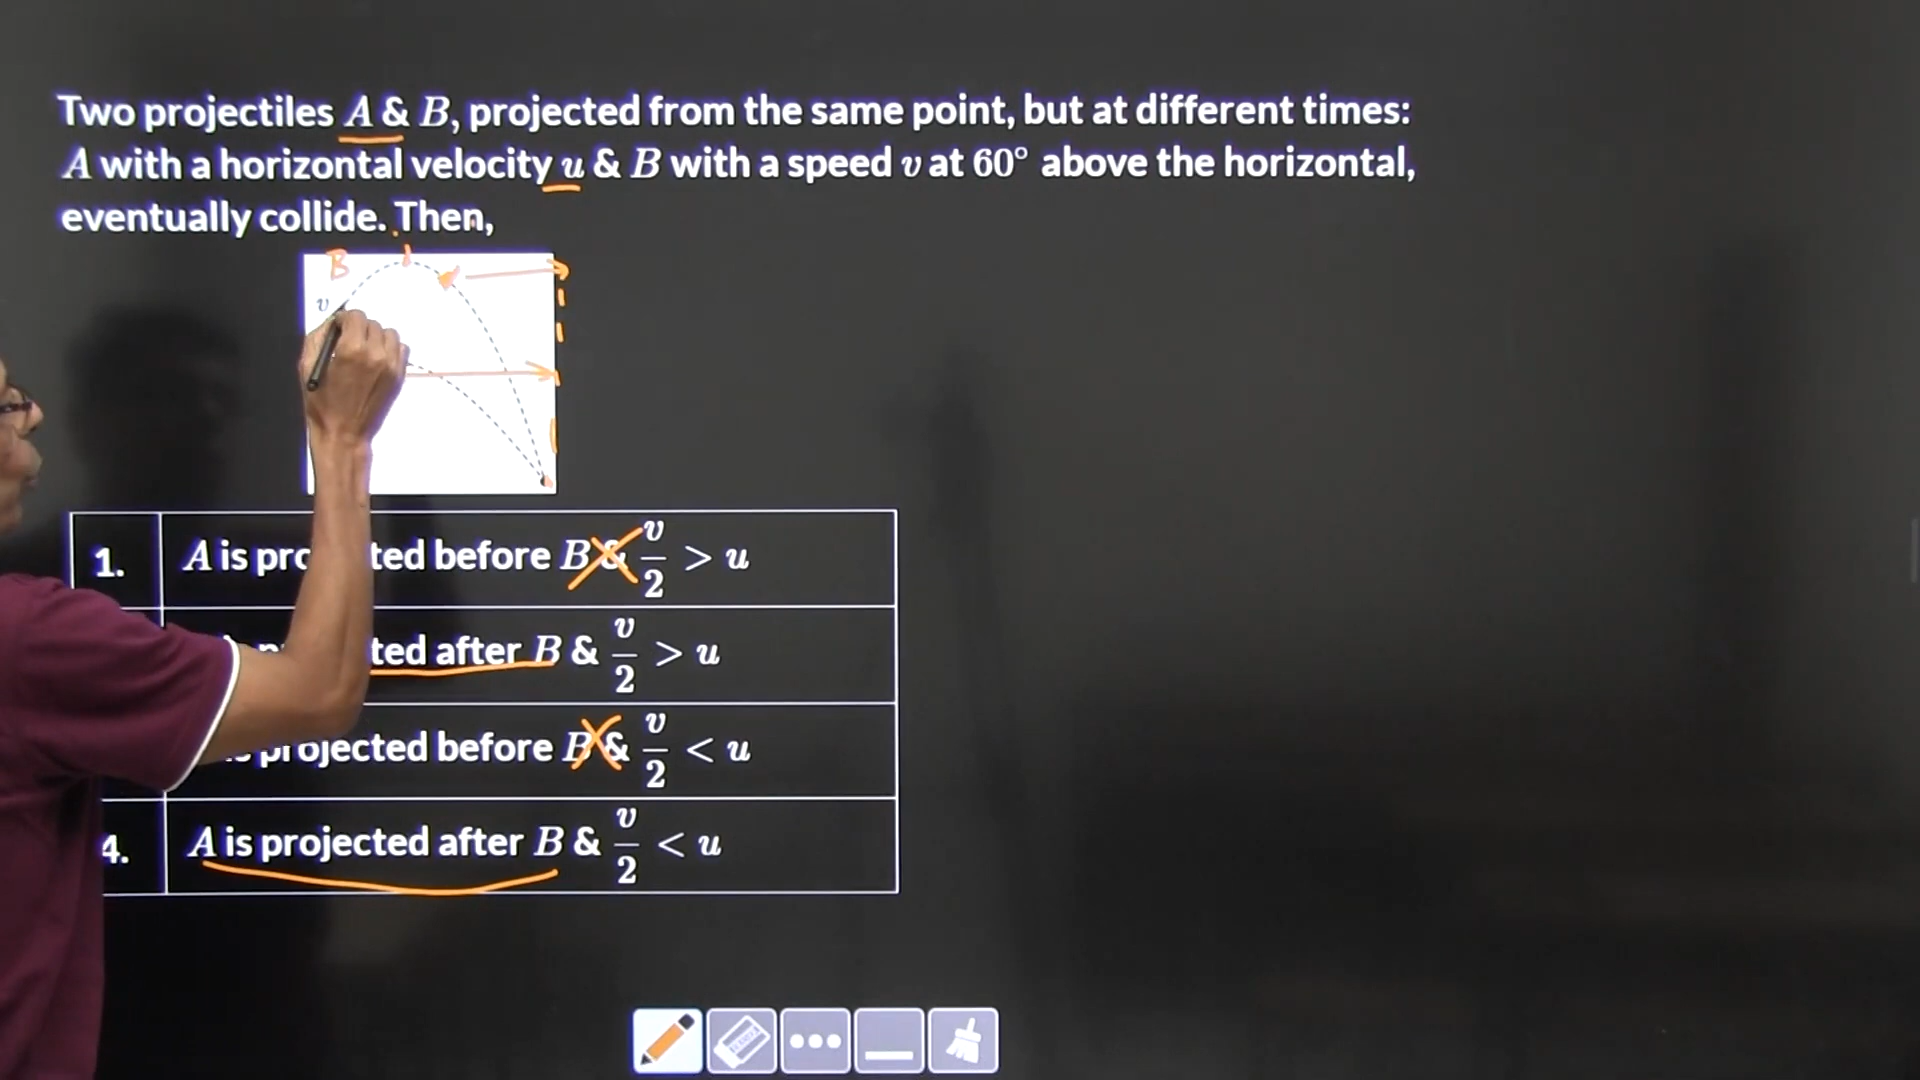 Two projectiles A & B, projected from the same point, but at different times:
A with a horizontal velocity u & B with a speed v at 60° above the horizontal,
eventually collide. Then,
B
v
1. A is ted before B & v/2 > u
ted after B & v/2 > u
projected before B & v/2 < u
4. A is projected after B & v/2 < u